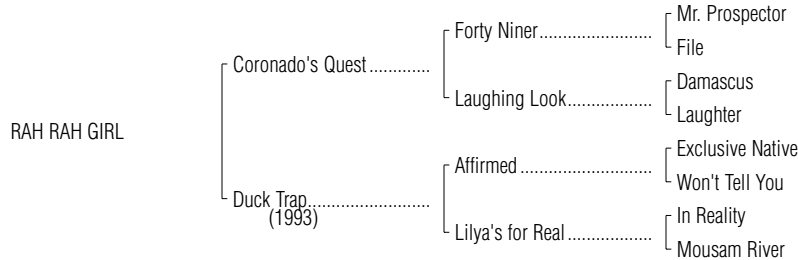 Mr. Prospector
Forty Niner
File
Coronado's Quest
Damascus
Laughing Look
Laughter
RAH RAH GIRL
Exclusive Native
Affirmed
Won't Tell You
Duck Trap
(1993)
In Reality
Lilya's for Real
Mousam River